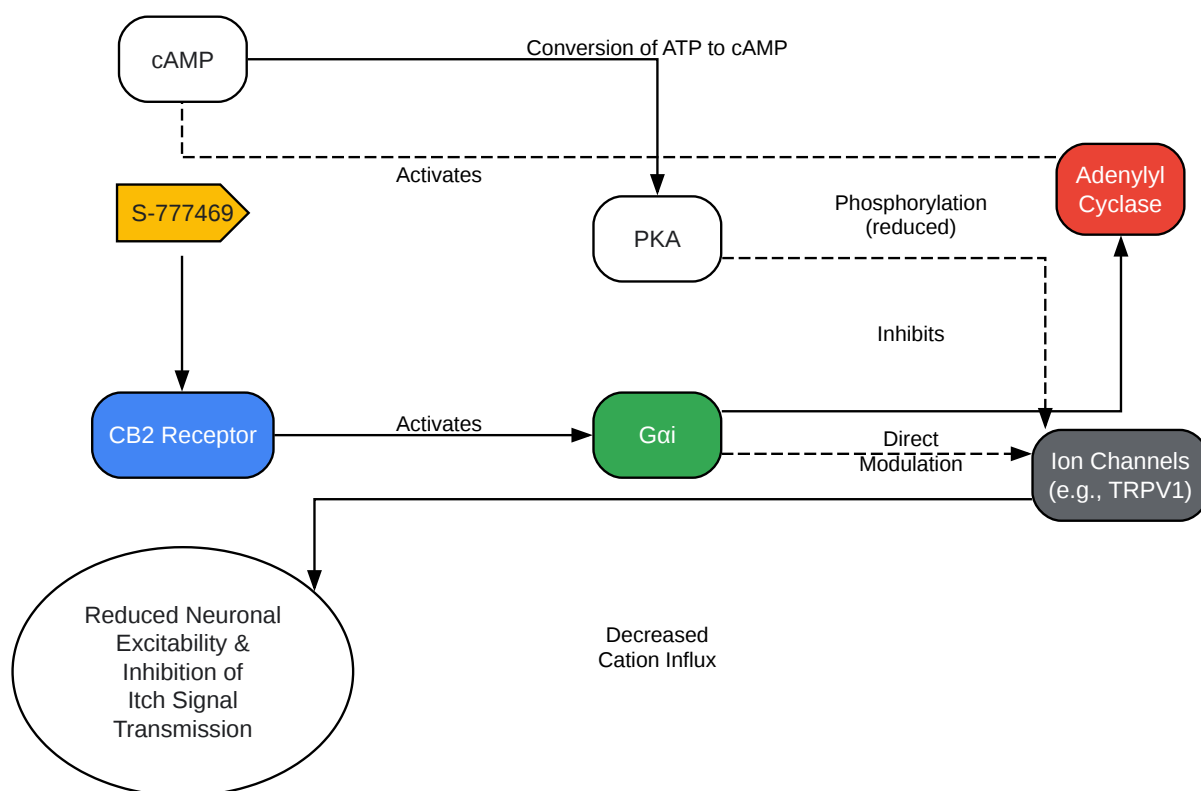 cAMP
Conversion of ATP to cAMP
Activates
Adenylyl
Cyclase
S-777469
PKA
Phosphorylation
(reduced)
Inhibits
CB2 Receptor
Activates
Gαi
Direct
Modulation
Ion Channels
(e.g., TRPV1)
Reduced Neuronal
Excitability &
Inhibition of
Itch Signal
Transmission
Decreased
Cation Influx